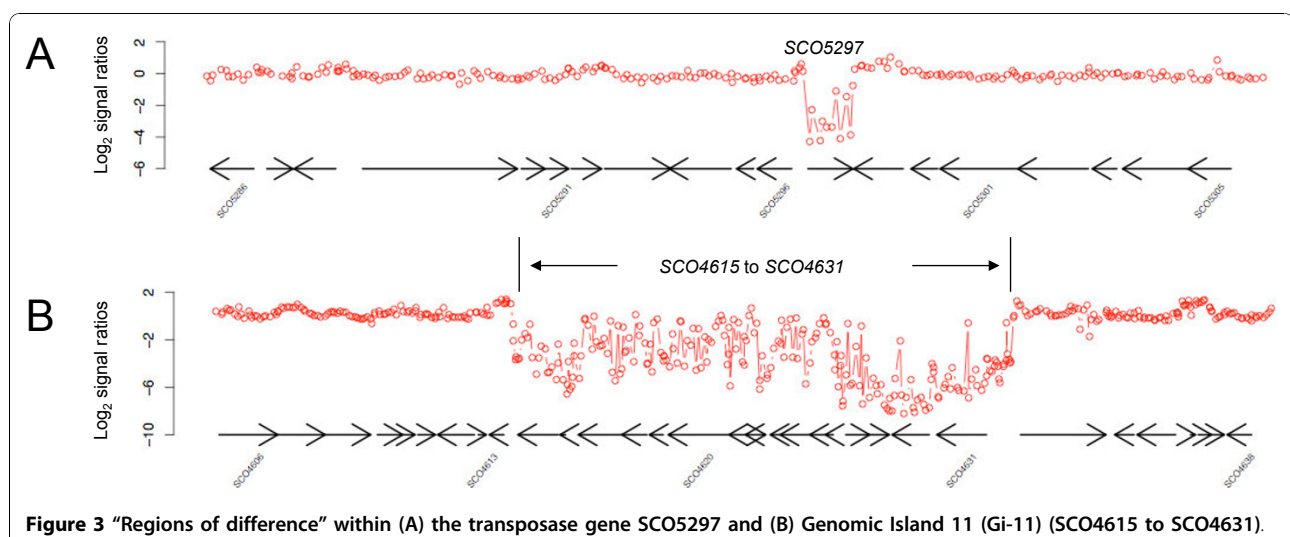 A
Log2 signal ratios
2
0
-2
-4
-6
SCO5297
SCO5286
SCO5291
SCO5296
SCO5301
SCO5305
SCO4615 to SCO4631
B
Log2 signal ratios
2
-2
-6
-10
SCO4606
SCO4613
SCO4620
SCO4631
SCO4638
Figure 3 “Regions of difference” within (A) the transposase gene SCO5297 and (B) Genomic Island 11 (Gi-11) (SCO4615 to SCO4631).